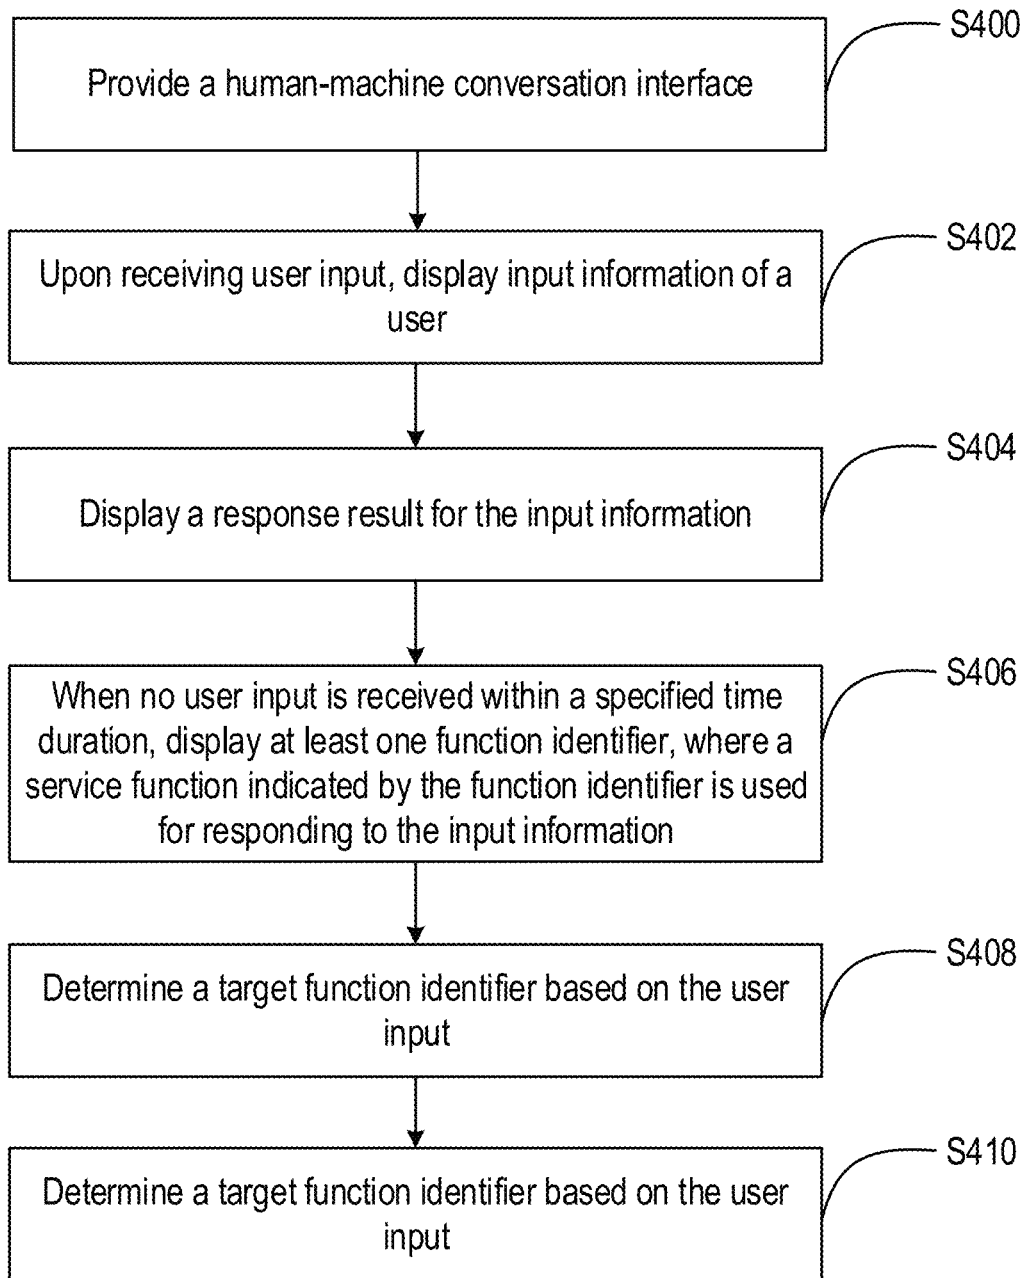 S400
Provide a human-machine conversation interface
S402
Upon receiving user input, display input information of a
user
S404
Display a response result for the input information
S406
When no user input is received within a specified time
duration, display at least one function identifier, where a
service function indicated by the function identifier is used
for responding to the input information
S408
Determine a target function identifier based on the user
input
S410
Determine a target function identifier based on the user
input